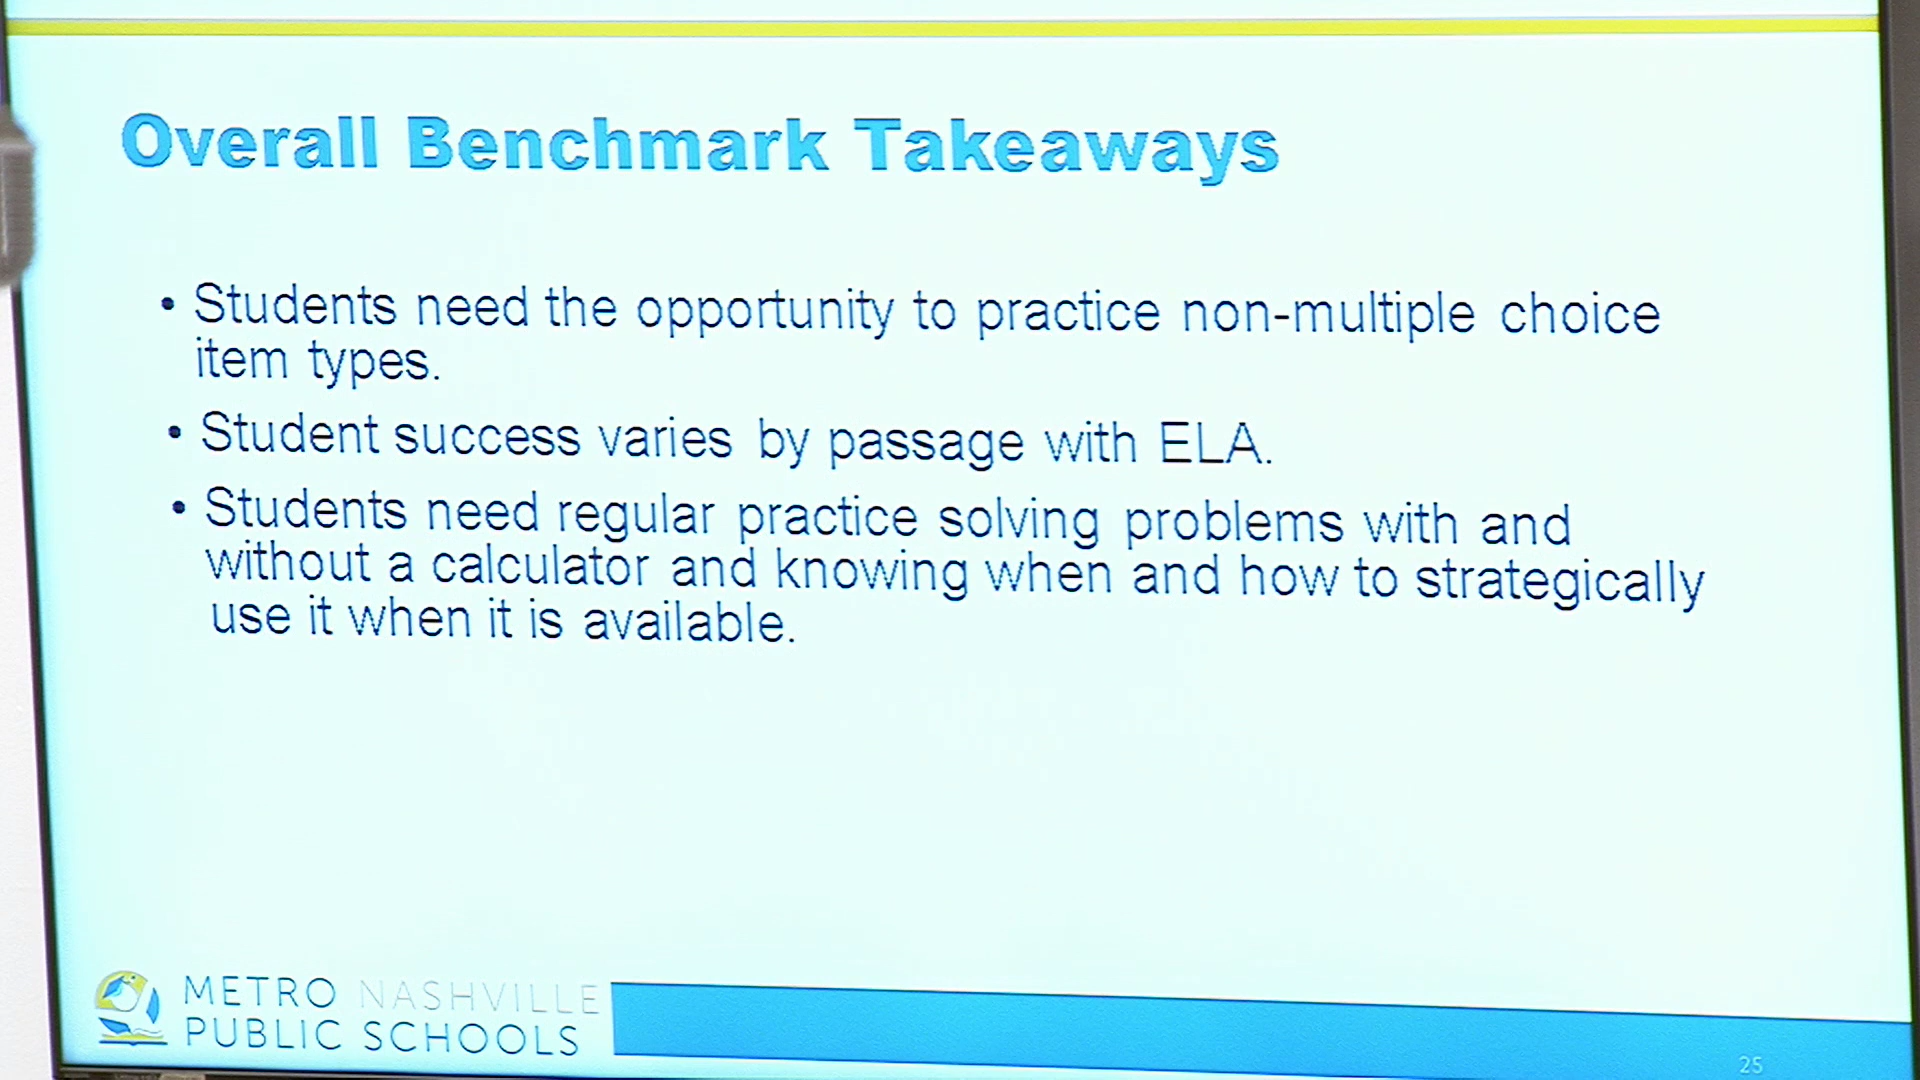 Overall Benchmark Takeaways
• Students need the opportunity to practice non-multiple choice
item types.
• Student success varies by passage with ELA.
• Students need regular practice solving problems with and
without a calculator and knowing when and how to strategically
use it when it is available.
METRO NASHVILLE
PUBLIC SCHOOLS
25